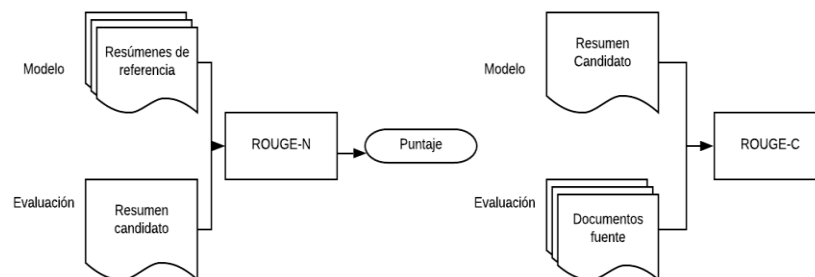 Resúmenes de
referencia
Modelo
ROUGE-N
Puntaje
Evaluación
Resumen
candidato
Resumen
Candidato
Modelo
ROUGE-C
Evaluación
Documentos
fuente